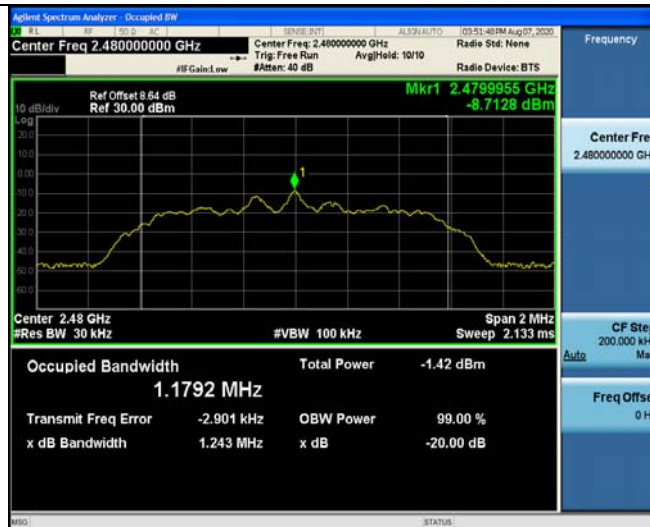 Agilent Spectrum Analyzer - Occupied BW
RL RF 50 Ω AC SENSE:INT ALIGN AUTO 03:51:48 PM Aug 07, 2020
Center Freq 2.480000000 GHz
Center Freq: 2.480000000 GHz
Radio Std: None
Trig: Free Run Avg|Hold: 10/10
#IFGain:Low #Atten: 40 dB Radio Device: BTS
Ref Offset 8.64 dB
Mkr1 2.4799955 GHz
10 dB/div Ref 30.00 dBm -8.7128 dBm
Log
20.0
10.0
0.00
-10.0
-20.0
-30.0
-40.0
-50.0
-60.0
1
Center 2.48 GHz Span 2 MHz
#Res BW 30 kHz #VBW 100 kHz Sweep 2.133 ms
Occupied Bandwidth Total Power -1.42 dBm
1.1792 MHz
Transmit Freq Error -2.901 kHz OBW Power 99.00 %
x dB Bandwidth 1.243 MHz x dB -20.00 dB
MSG STATUS
Frequency
Center Fre
2.480000000 GH
CF Ste
200.000 kH
Auto Ma
Freq Offse
0 H